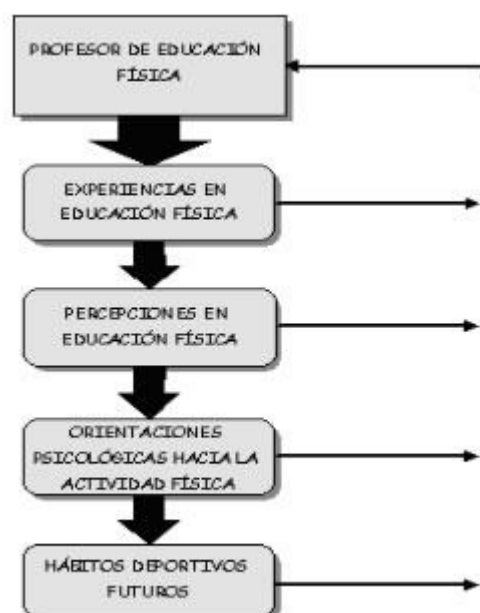 PROFESOR DE EDUCACIÓN
FÍSICA
EXPERIENCIAS EN
EDUCACIÓN FÍSICA
PERCEPCIONES EN
EDUCACIÓN FÍSICA
ORIENTACIONES
PSICOLÓGICAS HACIA LA
ACTIVIDAD FÍSICA
HÁBITOS DEPORTIVOS
FUTUROS